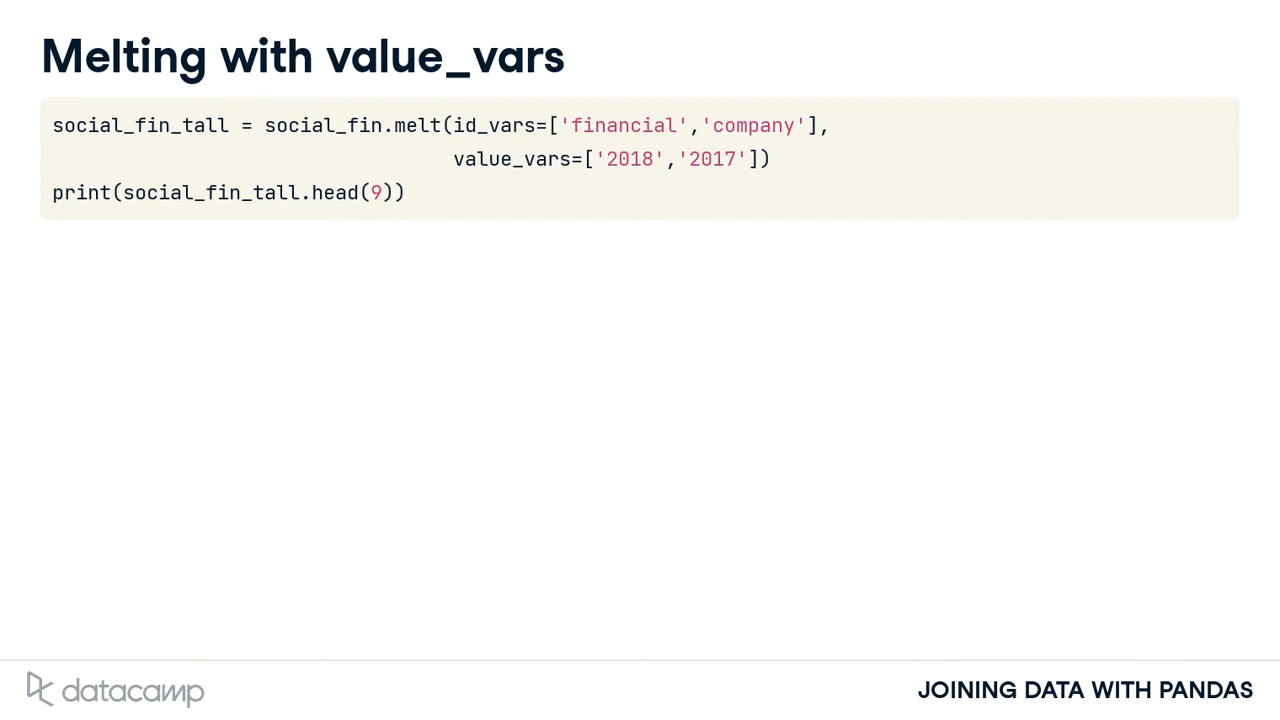 Melting with value_vars
social_fin_tall = social_fin.melt(id_vars=['financial','company'],
value_vars=['2018','2017'])
print(social_fin_tall.head(9))
datacamp
JOINING DATA WITH PANDAS